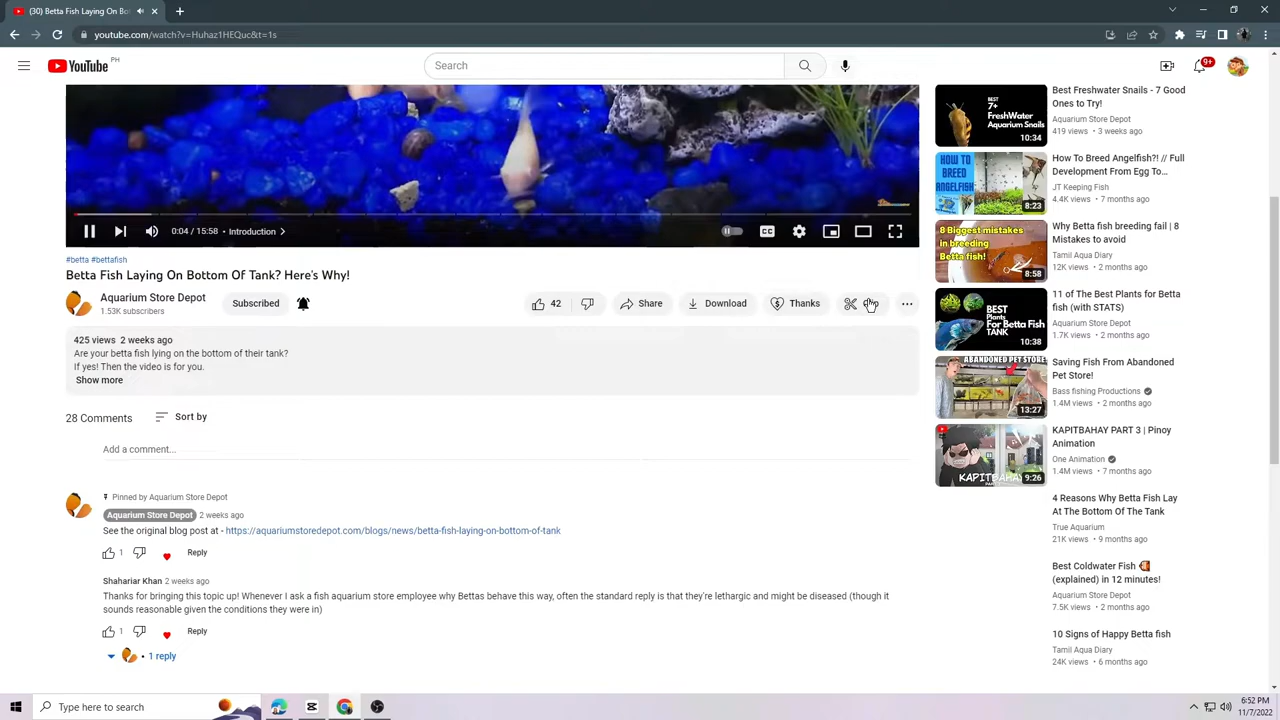 (30) Betta Fish Laying On Bo
youtube.com/watch?v=Huhaz1HEQuc&t=1s
YouTube PH
Search
9+
0:04 / 15:58 • Introduction
#betta #bettafish
Betta Fish Laying On Bottom Of Tank? Here's Why!
Aquarium Store Depot
1.53K subscribers
Subscribed
42
Share
Download
Thanks
425 views 2 weeks ago
Are your betta fish lying on the bottom of their tank?
If yes! Then the video is for you.
Show more
28 Comments
Sort by
Add a comment...
Pinned by Aquarium Store Depot
Aquarium Store Depot 2 weeks ago
See the original blog post at - https://aquariumstoredepot.com/blogs/news/betta-fish-laying-on-bottom-of-tank
1
Reply
Shahariar Khan 2 weeks ago
Thanks for bringing this topic up! Whenever I ask a fish aquarium store employee why Bettas behave this way, often the standard reply is that they're lethargic and might be diseased (though it
sounds reasonable given the conditions they were in)
1
Reply
• 1 reply
BEST
7+
FreshWater
Aquarium Snails
10:34
Best Freshwater Snails - 7 Good
Ones to Try!
Aquarium Store Depot
419 views • 3 weeks ago
HOW TO
BREED
ANGELFISH
8:23
How To Breed Angelfish?! // Full
Development From Egg To...
JT Keeping Fish
4.4K views • 7 months ago
8 Biggest mistakes
in breeding
Betta fish!
8:58
Why Betta fish breeding fail | 8
Mistakes to avoid
Tamil Aqua Diary
12K views • 2 months ago
BEST
Plants
For Betta Fish
TANK
10:38
11 of The Best Plants for Betta
fish (with STATS)
Aquarium Store Depot
1.7K views • 2 months ago
ABANDONED
PET STORE
13:27
Saving Fish From Abandoned
Pet Store!
Bass fishing Productions
1.4M views • 2 months ago
KAPITBAHAY
9:26
KAPITBAHAY PART 3 | Pinoy
Animation
One Animation
1.4M views • 7 months ago
4 Reasons Why Betta Fish Lay
At The Bottom Of The Tank
True Aquarium
21K views • 9 months ago
Best Coldwater Fish
(explained) in 12 minutes!
Aquarium Store Depot
7.5K views • 2 months ago
10 Signs of Happy Betta fish
Tamil Aqua Diary
24K views • 6 months ago
Type here to search
6:52 PM
11/7/2022